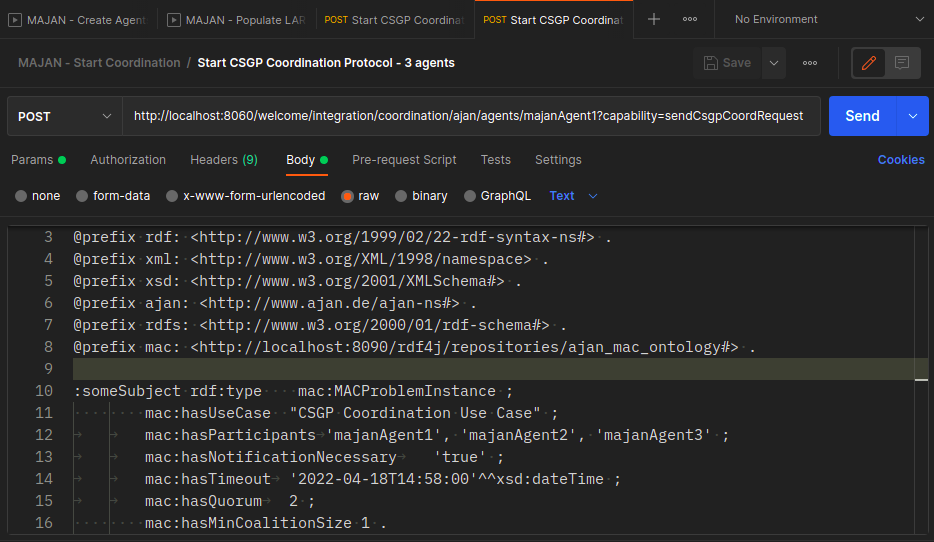 MAJAN - Create Agent
MAJAN - Populate LAR
POST Start CSGP Coordina
POST Start CSGP Coordinat
No Environment
MAJAN - Start Coordination / Start CSGP Coordination Protocol - 3 agents
Save
POST
http://localhost:8060/welcome/integration/coordination/ajan/agents/majanAgent1?capability=sendCsgpCoordRequest
Send
Params
Authorization
Headers (9)
Body
Pre-request Script
Tests
Settings
Cookies
none
form-data
x-www-form-urlencoded
raw
binary
GraphQL
Text
3 @prefix rdf: <http://www.w3.org/1999/02/22-rdf-syntax-ns#> .
4 @prefix xml: <http://www.w3.org/XML/1998/namespace> .
5 @prefix xsd: <http://www.w3.org/2001/XMLSchema#> .
6 @prefix ajan: <http://www.ajan.de/ajan-ns#> .
7 @prefix rdfs: <http://www.w3.org/2000/01/rdf-schema#> .
8 @prefix mac: <http://localhost:8090/rdf4j/repositories/ajan_mac_ontology#> .
9
10 :someSubject rdf:type mac:MACProblemInstance ;
11 mac:hasUseCase "CSGP Coordination Use Case" ;
12 mac:hasParticipants 'majanAgent1', 'majanAgent2', 'majanAgent3' ;
13 mac:hasNotificationNecessary 'true' ;
14 mac:hasTimeout '2022-04-18T14:58:00'^^xsd:dateTime ;
15 mac:hasQuorum 2 ;
16 mac:hasMinCoalitionSize 1 .